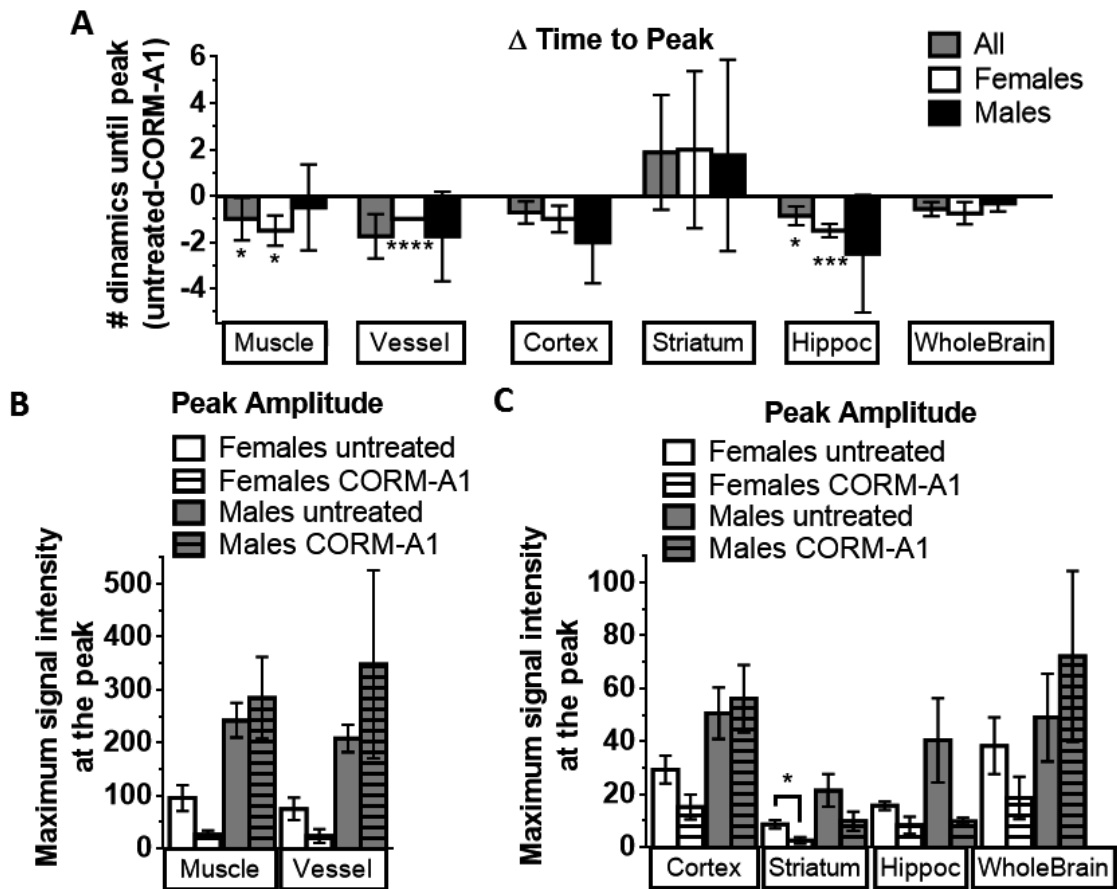 A
Δ Time to Peak
# dinamics until peak
(untreated-CORM-A1)
6
4
2
0
-2
-4
All
Females
Males
*
*
****
*
***
Muscle
Vessel
Cortex
Striatum
Hippoc
WholeBrain
B
Peak Amplitude
Females untreated
Females CORM-A1
Males untreated
Males CORM-A1
Maximum signal intensity
at the peak
500
400
300
200
100
0
Muscle
Vessel
C
Peak Amplitude
Females untreated
Females CORM-A1
Males untreated
Males CORM-A1
Maximum signal intensity
at the peak
100
80
60
40
20
0
*
Cortex
Striatum
Hippoc
WholeBrain